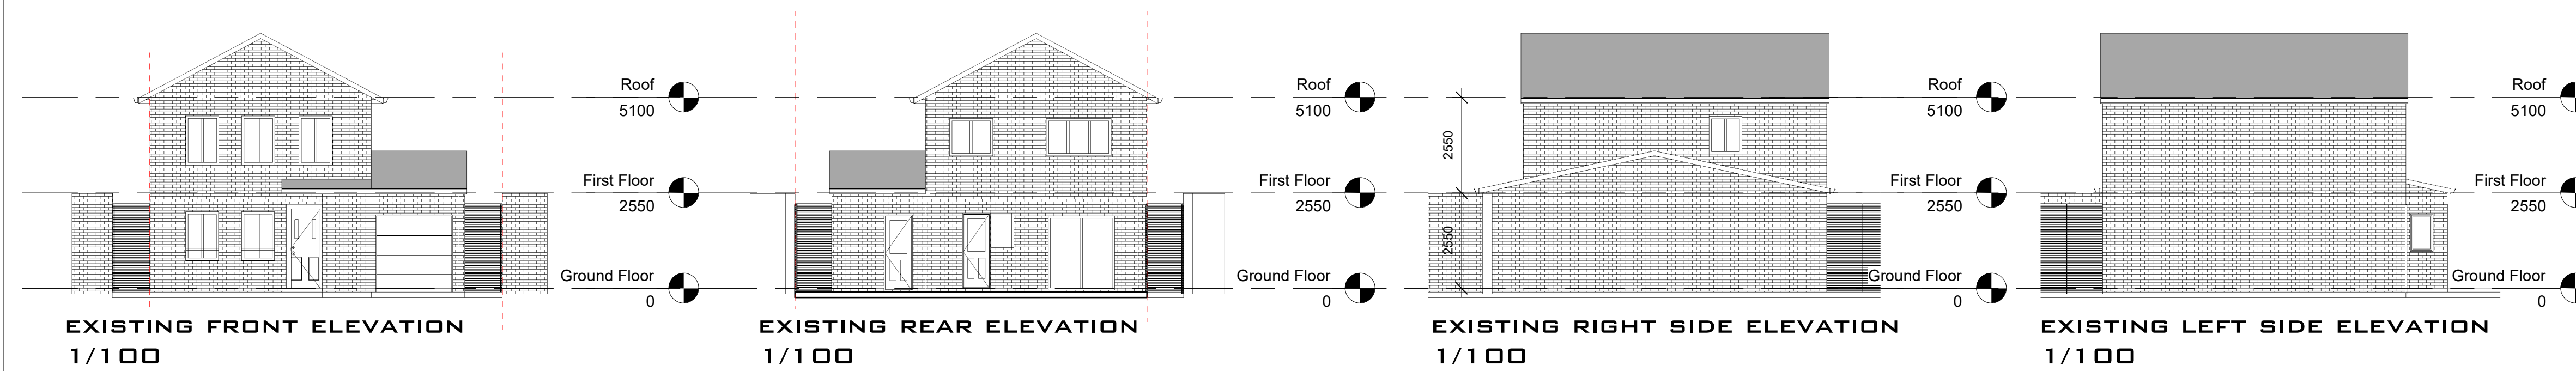 Roof
5100
First Floor
2550
Ground Floor
0
EXISTING FRONT ELEVATION
1/100
Roof
5100
First Floor
2550
Ground Floor
0
EXISTING REAR ELEVATION
1/100
2550
2550
Roof
5100
First Floor
2550
Ground Floor
0
EXISTING RIGHT SIDE ELEVATION
1/100
Roof
5100
First Floor
2550
Ground Floor
0
EXISTING LEFT SIDE ELEVATION
1/100